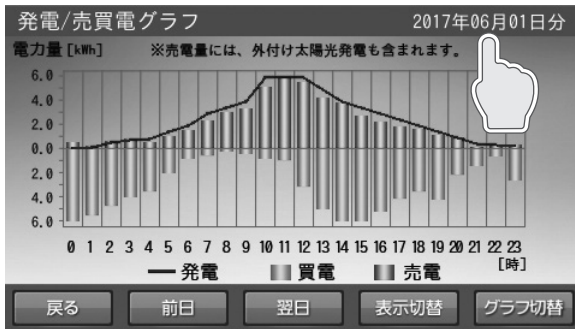 発電/売買電グラフ 2017年06月01日分
電力量[kWh] ※売電量には、外付け太陽光発電も含まれます。
6.0
4.0
2.0
0.0
2.0
4.0
6.0
0 1 2 3 4 5 6 7 8 9 10 11 12 13 14 15 16 17 18 19 20 21 22 23
[時]
発電 買電 売電
戻る 前日 翌日 表示切替 グラフ切替